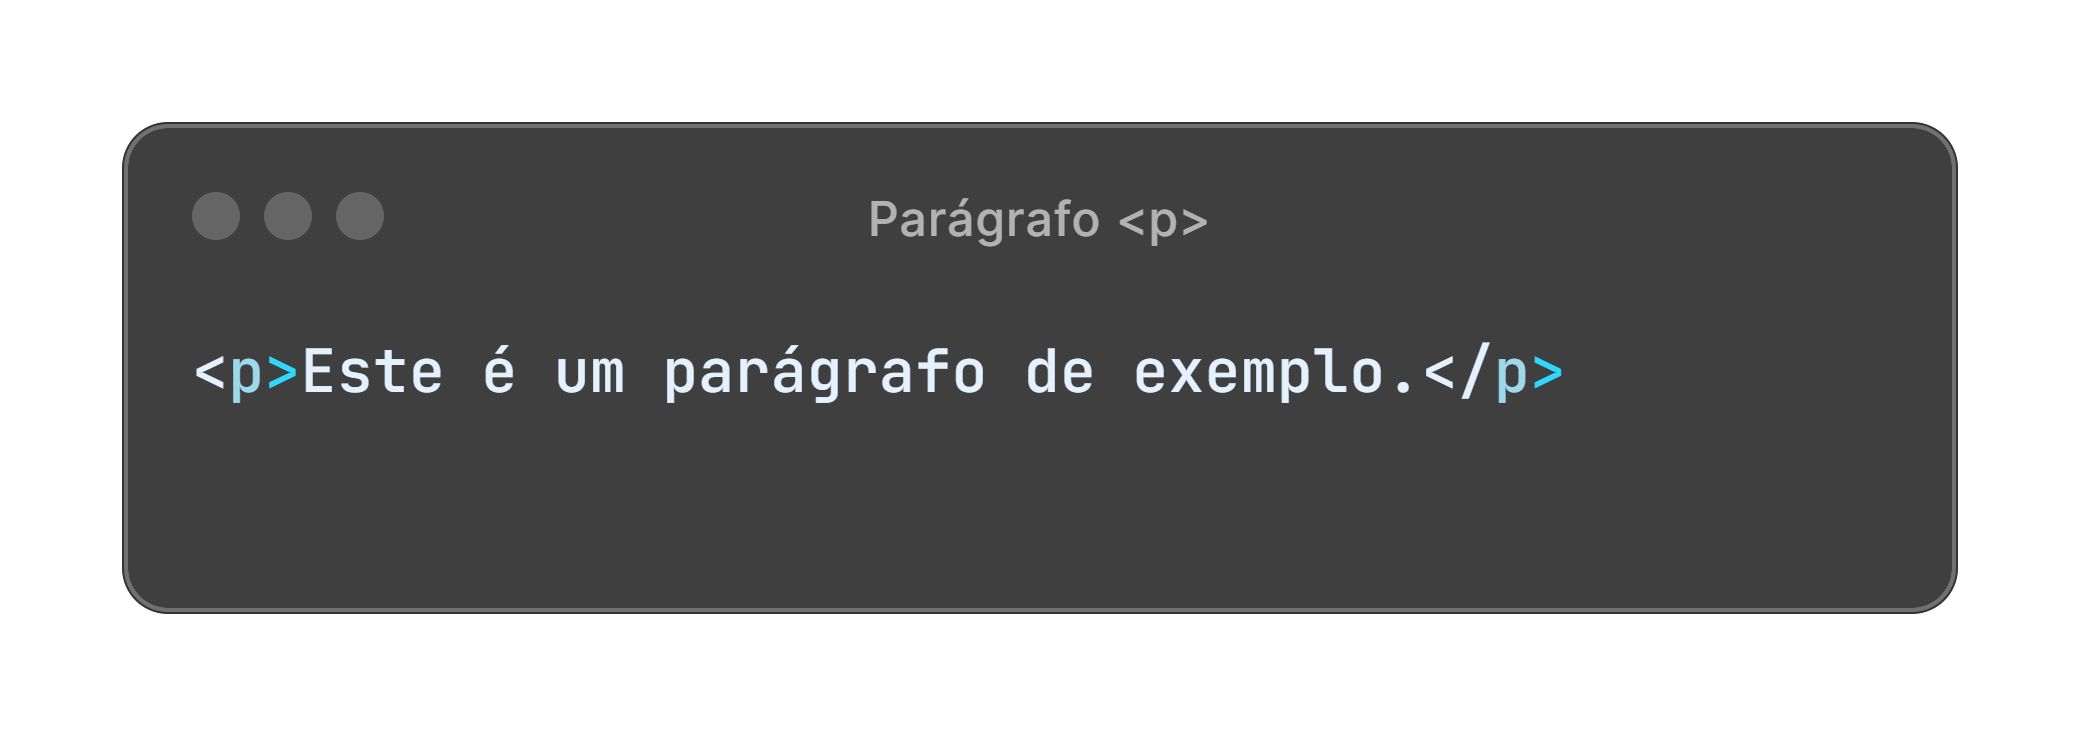 Parágrafo <p>
<p>Este é um parágrafo de exemplo.</p>